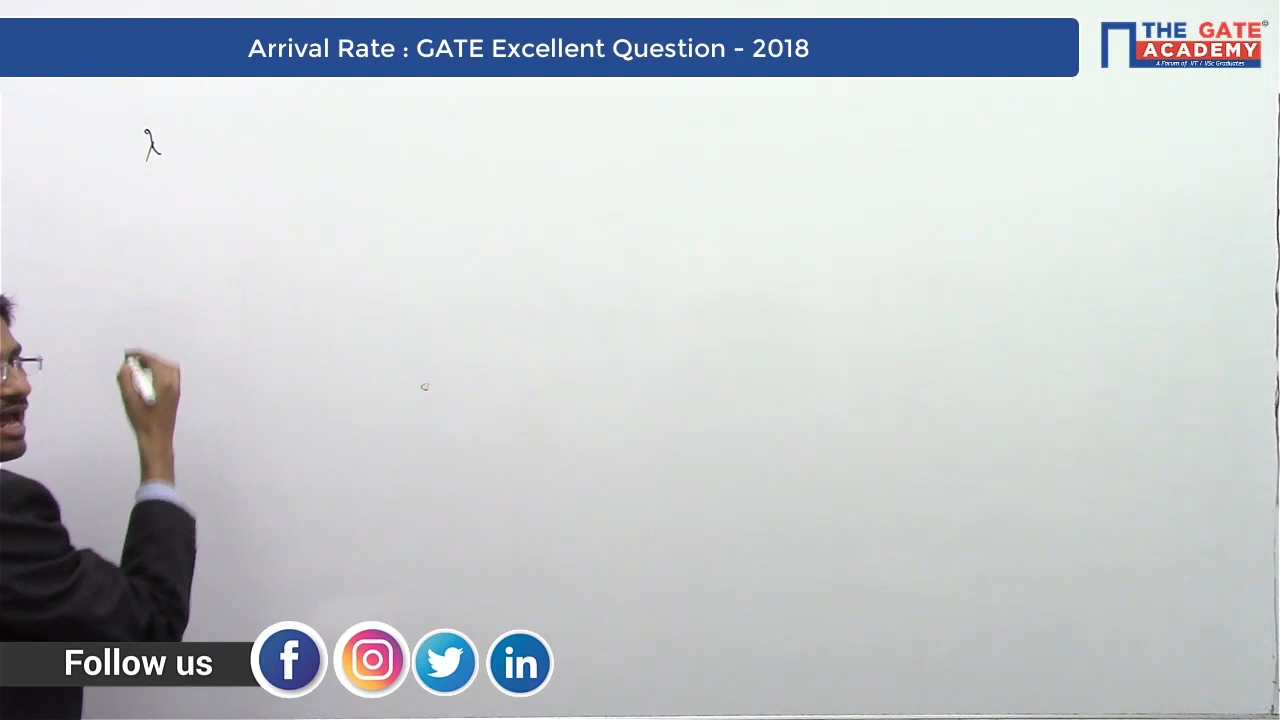 Arrival Rate : GATE Excellent Question - 2018
THE GATE
ACADEMY
A Forum of IIT / IISc Graduates
λ
Follow us